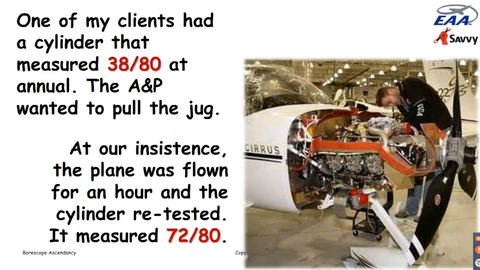 One of my clients had
a cylinder that
measured 38/80 at
annual. The A&P
wanted to pull the jug.
At our insistence,
the plane was flown
for an hour and the
cylinder re-tested.
It measured 72/80.
EAA
SAVVY
CIRRUS
Borescope Ascendancy